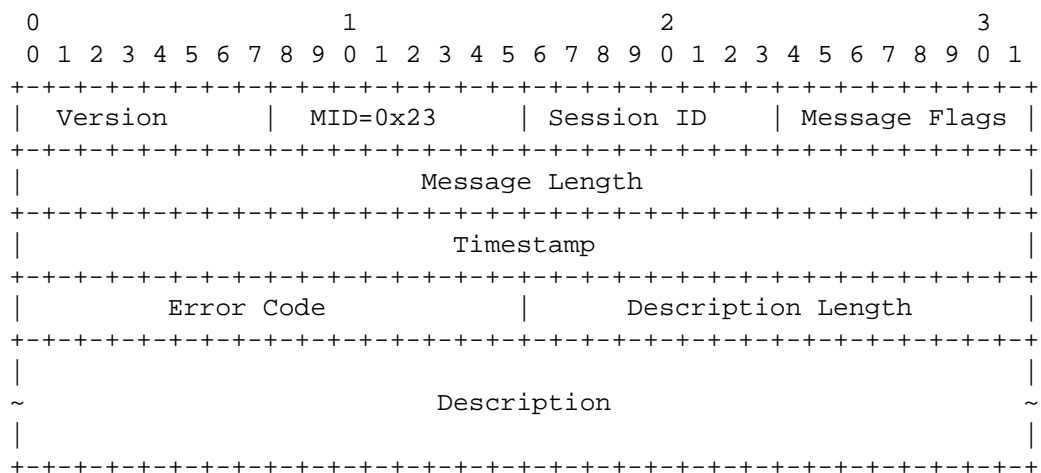 0                   1                   2                   3
 0 1 2 3 4 5 6 7 8 9 0 1 2 3 4 5 6 7 8 9 0 1 2 3 4 5 6 7 8 9 0 1
+-+-+-+-+-+-+-+-+-+-+-+-+-+-+-+-+-+-+-+-+-+-+-+-+-+-+-+-+-+-+-+-+
|  Version      |  MID=0x23     | Session ID    | Message Flags |
+-+-+-+-+-+-+-+-+-+-+-+-+-+-+-+-+-+-+-+-+-+-+-+-+-+-+-+-+-+-+-+-+
|                         Message Length                        |
+-+-+-+-+-+-+-+-+-+-+-+-+-+-+-+-+-+-+-+-+-+-+-+-+-+-+-+-+-+-+-+-+
|                           Timestamp                           |
+-+-+-+-+-+-+-+-+-+-+-+-+-+-+-+-+-+-+-+-+-+-+-+-+-+-+-+-+-+-+-+-+
|         Error Code            |      Description Length       |
+-+-+-+-+-+-+-+-+-+-+-+-+-+-+-+-+-+-+-+-+-+-+-+-+-+-+-+-+-+-+-+-+
|                                                               |
~                          Description                          ~
|                                                               |
+-+-+-+-+-+-+-+-+-+-+-+-+-+-+-+-+-+-+-+-+-+-+-+-+-+-+-+-+-+-+-+-+